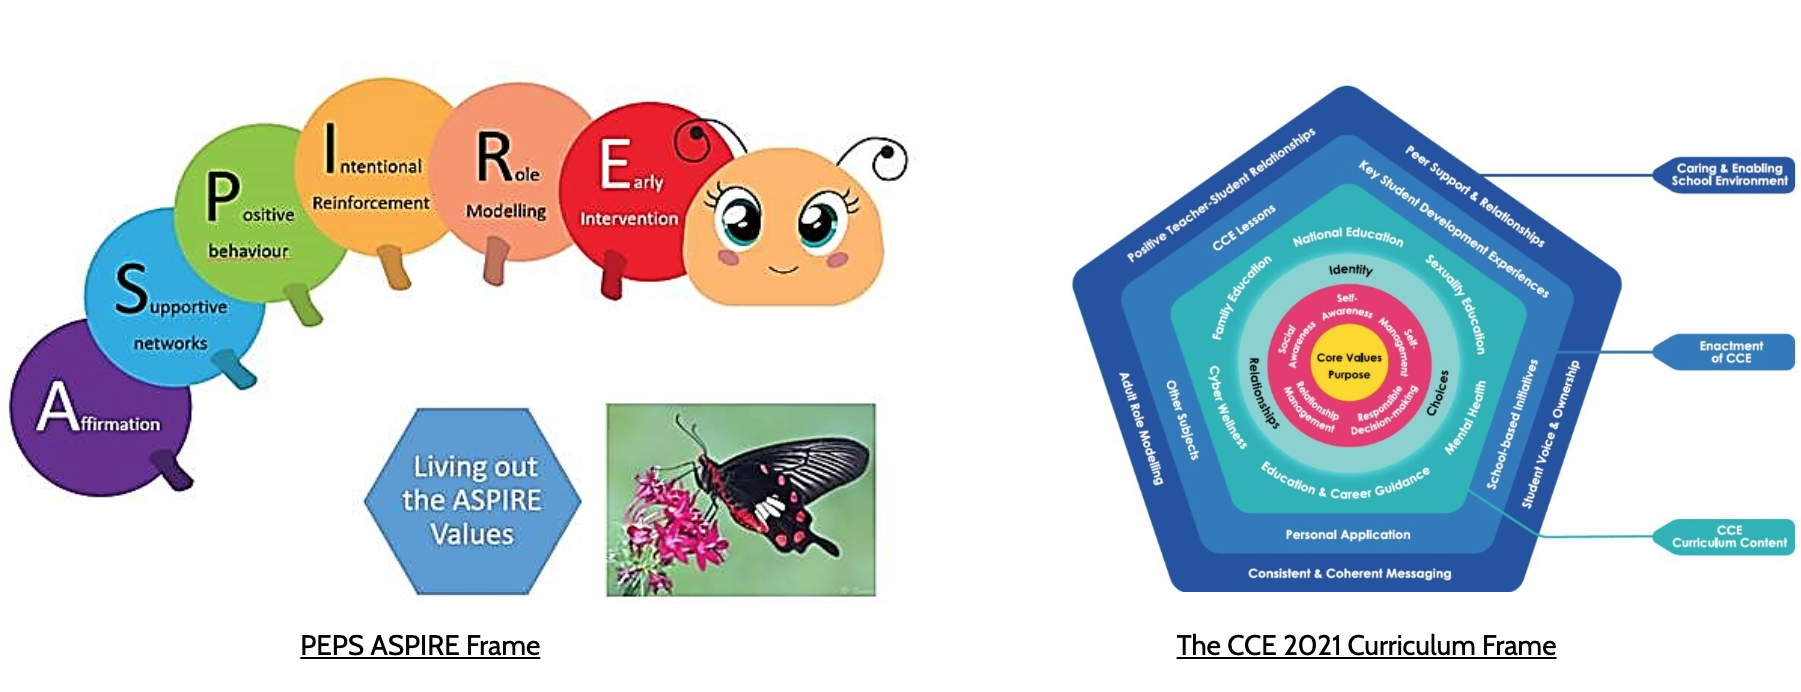 Affirmation
Supportive
networks
Positive
behaviour
Intentional
Reinforcement
Role
Modelling
Early
Intervention
Living out
the ASPIRE
Values
PEPS ASPIRE Frame
Positive Teacher-Student Relationships
Peer Support & Relationships
Adult Role Modelling
Student Voice & Ownership
Consistent & Coherent Messaging
CCE Lessons
Key Student Development Experiences
Other Subjects
School-based Initiatives
Personal Application
National Education
Family Education
Sexuality Education
Cyber Wellness
Mental Health
Education & Career Guidance
Identity
Relationships
Choices
Self-
Awareness
Social
Awareness
Self-
Management
Relationship
Management
Responsible
Decision-making
Core Values
Purpose
Caring & Enabling
School Environment
Enactment
of CCE
CCE
Curriculum Content
The CCE 2021 Curriculum Frame